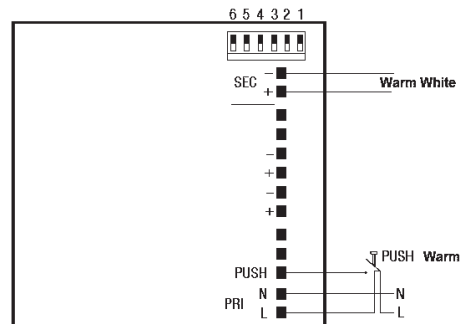 6 5 4 3 2 1
SEC -
+
Warm White
-
+
-
+
PUSH
PUSH Warm
PRI N
N
L
L